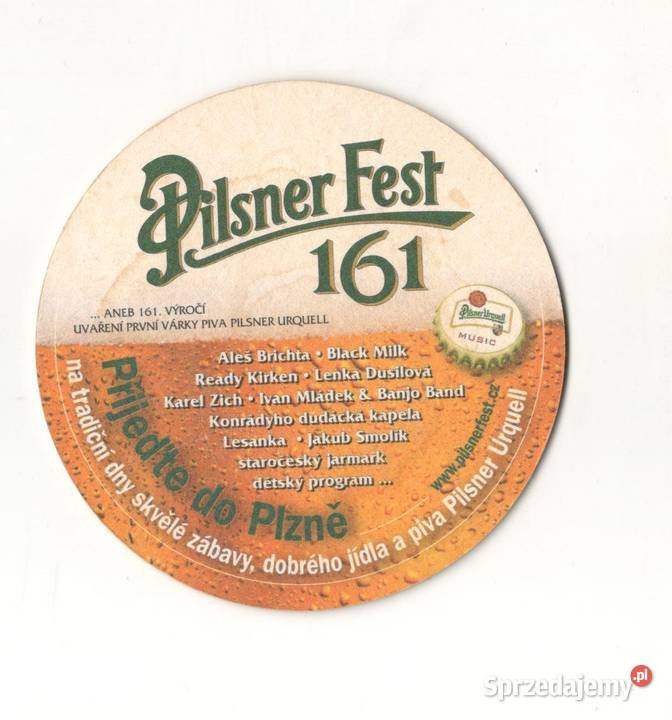 Pilsner Fest
161
... ANEB 161. VÝROČÍ
UVAŘENÍ PRVNÍ VÁRKY PIVA PILSNER URQUELL
Pilsner Urquell
MUSIC
Aleš Brichta • Black Milk
Ready Kirken • Lenka Dusilová
Karel Zich • Ivan Mládek & Banjo Band
Konrádyho dudácká kapela
Lesanka • Jakub Smolík
staročeský jarmark
dětský program ...
www.pilsnerfest.cz
Přijeďte do Plzně
na tradiční dny skvělé zábavy, dobrého jídla a piva Pilsner Urquell
Sprzedajemy.pl